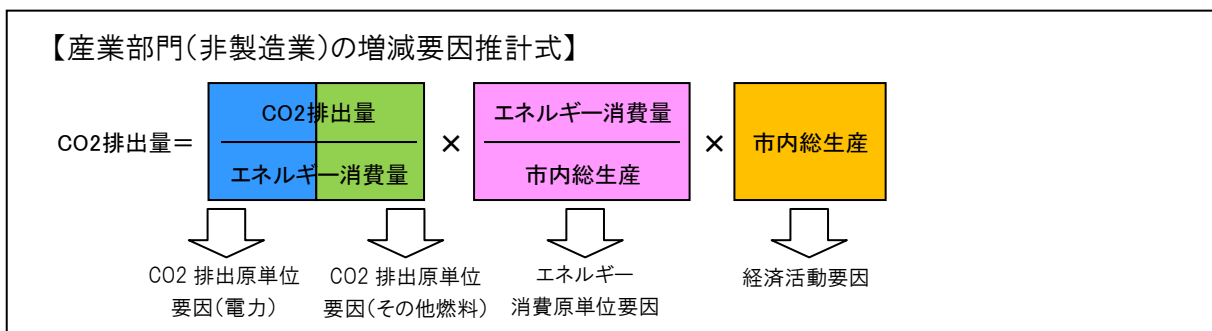 【産業部門(非製造業)の増減要因推計式】
CO2排出量＝
CO2排出量
エネルギー消費量
×
エネルギー消費量
市内総生産
×
市内総生産
CO2 排出原単位
要因(電力)
CO2 排出原単位
要因(その他燃料)
エネルギー
消費原単位要因
経済活動要因